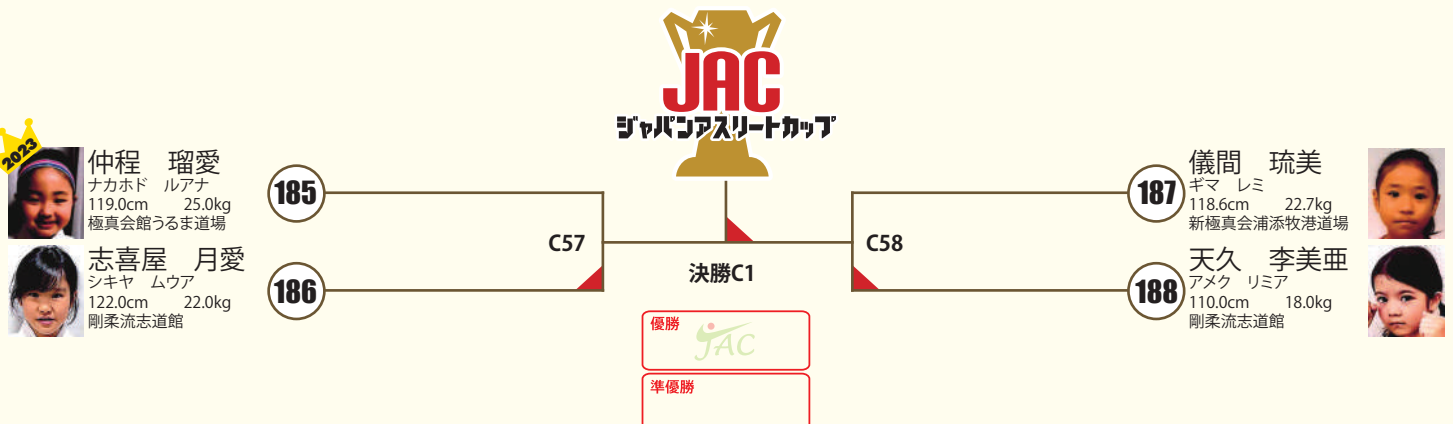 JAC
ジャパンアスリートカップ
2023
仲程　瑠愛
ナカホド　ルアナ
119.0cm　25.0kg
極真会館うるま道場
185
志喜屋　月愛
シキヤ　ムウア
122.0cm　22.0kg
剛柔流志道館
186
C57
決勝C1
C58
187
儀間　琉美
ギマ　レミ
118.6cm　22.7kg
新極真会浦添牧港道場
188
天久　李美亜
アメク　リミア
110.0cm　18.0kg
剛柔流志道館
優勝
JAC
準優勝